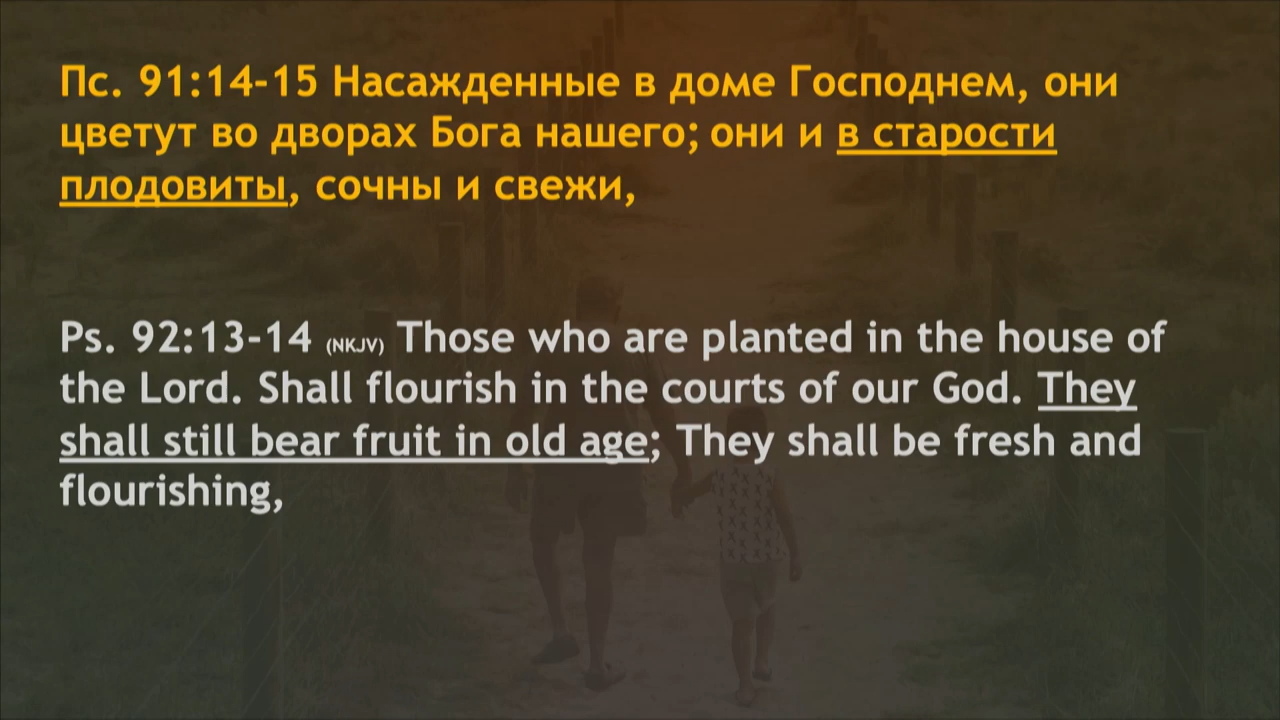 Пс. 91:14-15 Насажденные в доме Господнем, они
цветут во дворах Бога нашего; они и в старости
плодовиты, сочны и свежи,
Ps. 92:13-14 (NKJV) Those who are planted in the house of
the Lord. Shall flourish in the courts of our God. They
shall still bear fruit in old age; They shall be fresh and
flourishing,